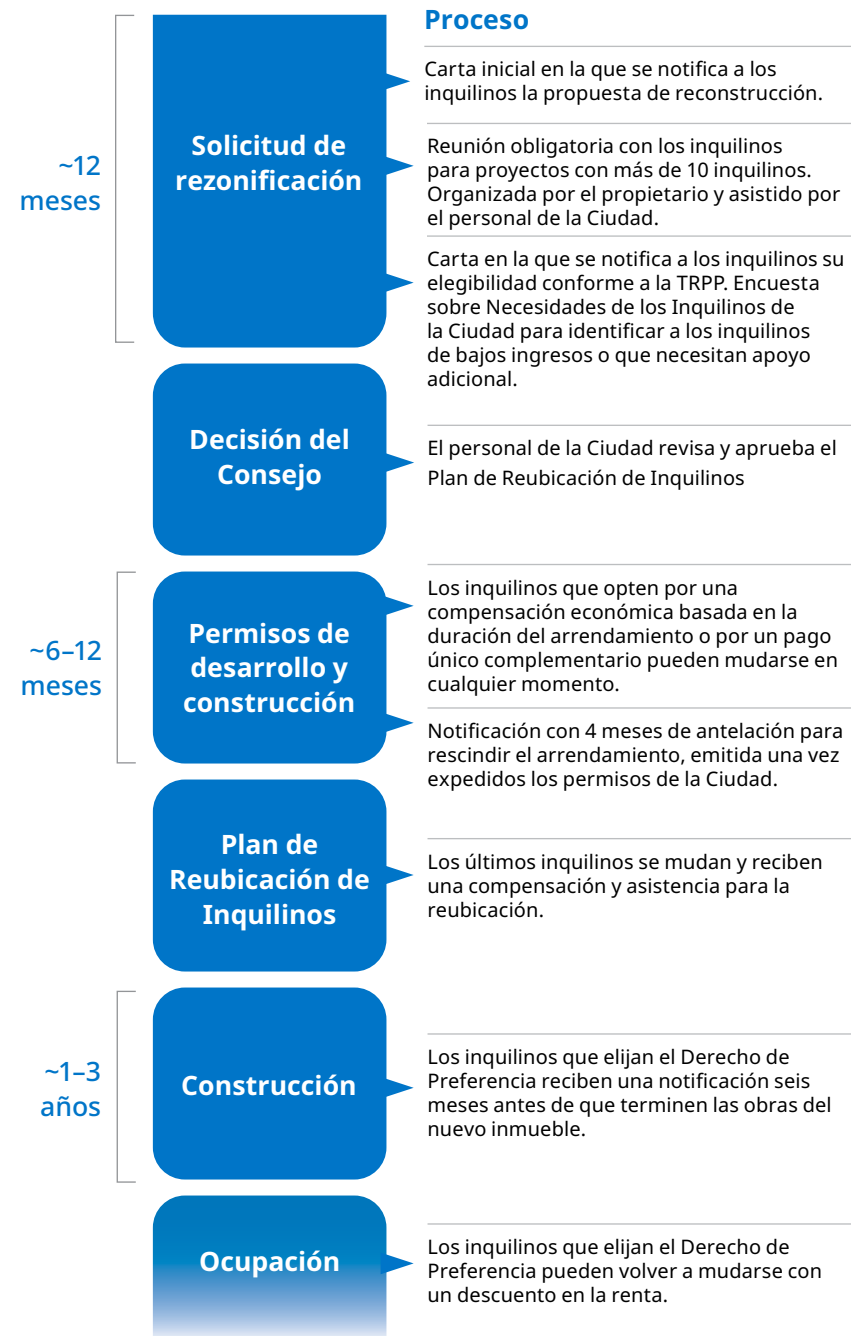 Proceso
~12
meses
Solicitud de
rezonificación
Carta inicial en la que se notifica a los
inquilinos la propuesta de reconstrucción.
Reunión obligatoria con los inquilinos
para proyectos con más de 10 inquilinos.
Organizada por el propietario y asistido por
el personal de la Ciudad.
Carta en la que se notifica a los inquilinos su
elegibilidad conforme a la TRPP. Encuesta
sobre Necesidades de los Inquilinos de
la Ciudad para identificar a los inquilinos
de bajos ingresos o que necesitan apoyo
adicional.
Decisión del
Consejo
El personal de la Ciudad revisa y aprueba el
Plan de Reubicación de Inquilinos
~6–12
meses
Permisos de
desarrollo y
construcción
Los inquilinos que opten por una
compensación económica basada en la
duración del arrendamiento o por un pago
único complementario pueden mudarse en
cualquier momento.
Notificación con 4 meses de antelación para
rescindir el arrendamiento, emitida una vez
expedidos los permisos de la Ciudad.
Plan de
Reubicación de
Inquilinos
Los últimos inquilinos se mudan y reciben
una compensación y asistencia para la
reubicación.
~1–3
años
Construcción
Los inquilinos que elijan el Derecho de
Preferencia reciben una notificación seis
meses antes de que terminen las obras del
nuevo inmueble.
Ocupación
Los inquilinos que elijan el Derecho de
Preferencia pueden volver a mudarse con
un descuento en la renta.